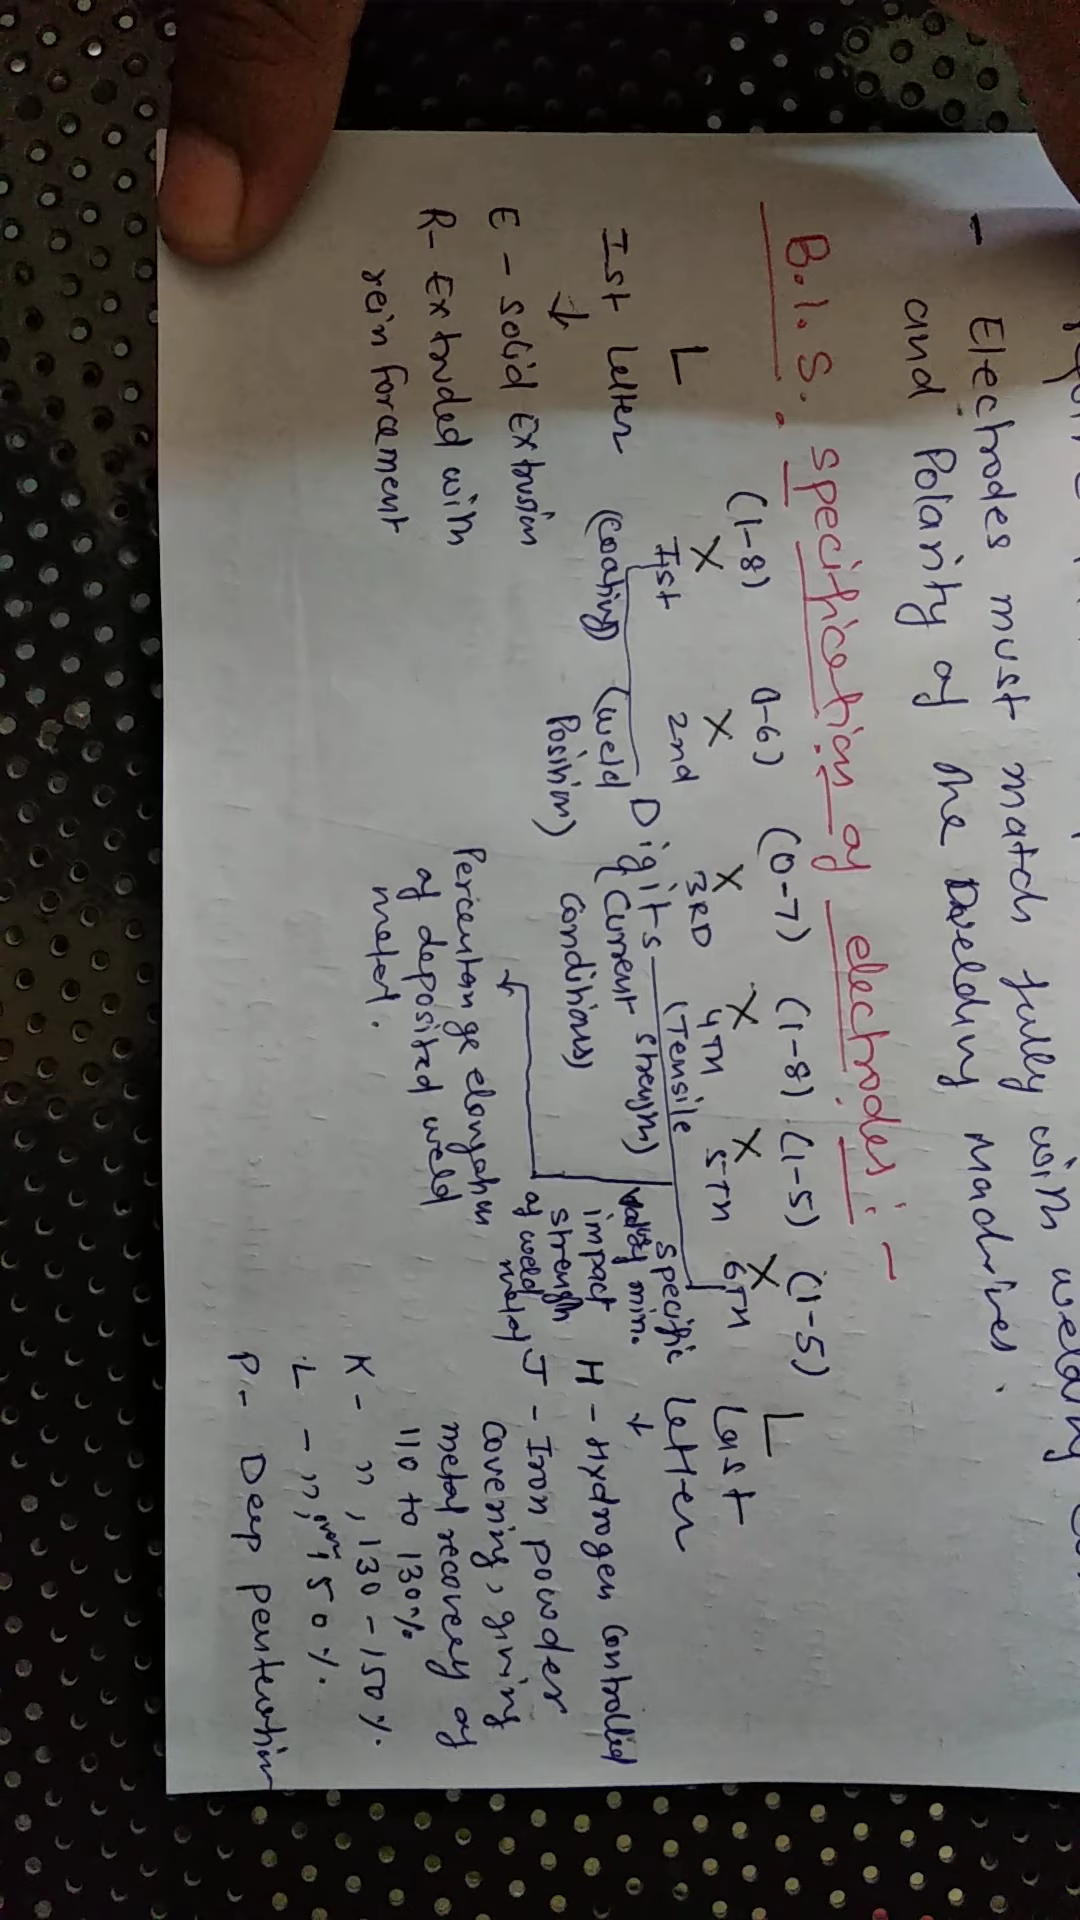 - Electrodes must match fully with welding
and Polarity of the Welding Machines.
B.I.S. specification of electrodes :-
(1-8) (1-6) (0-7) (1-8) (1-5) (1-5)
L X X X X X X L
Ist 2nd 3RD 4TH 5TH 6TH Last
Ist letter Digits specific letter
(Coating) (weld Position) (Current conditions) (Tensile strength)
min. impact strength of weld metal
Percentange elongation
of deposited weld
metal.
E - Solid Extrusion
R- Extruded with
reinforcement
H - Hydrogen controlled
J - Iron powder
covering, giving
metal recovery of
110 to 130%
K - ", 130 - 150%.
L - ", over 150%.
P - Deep penteration